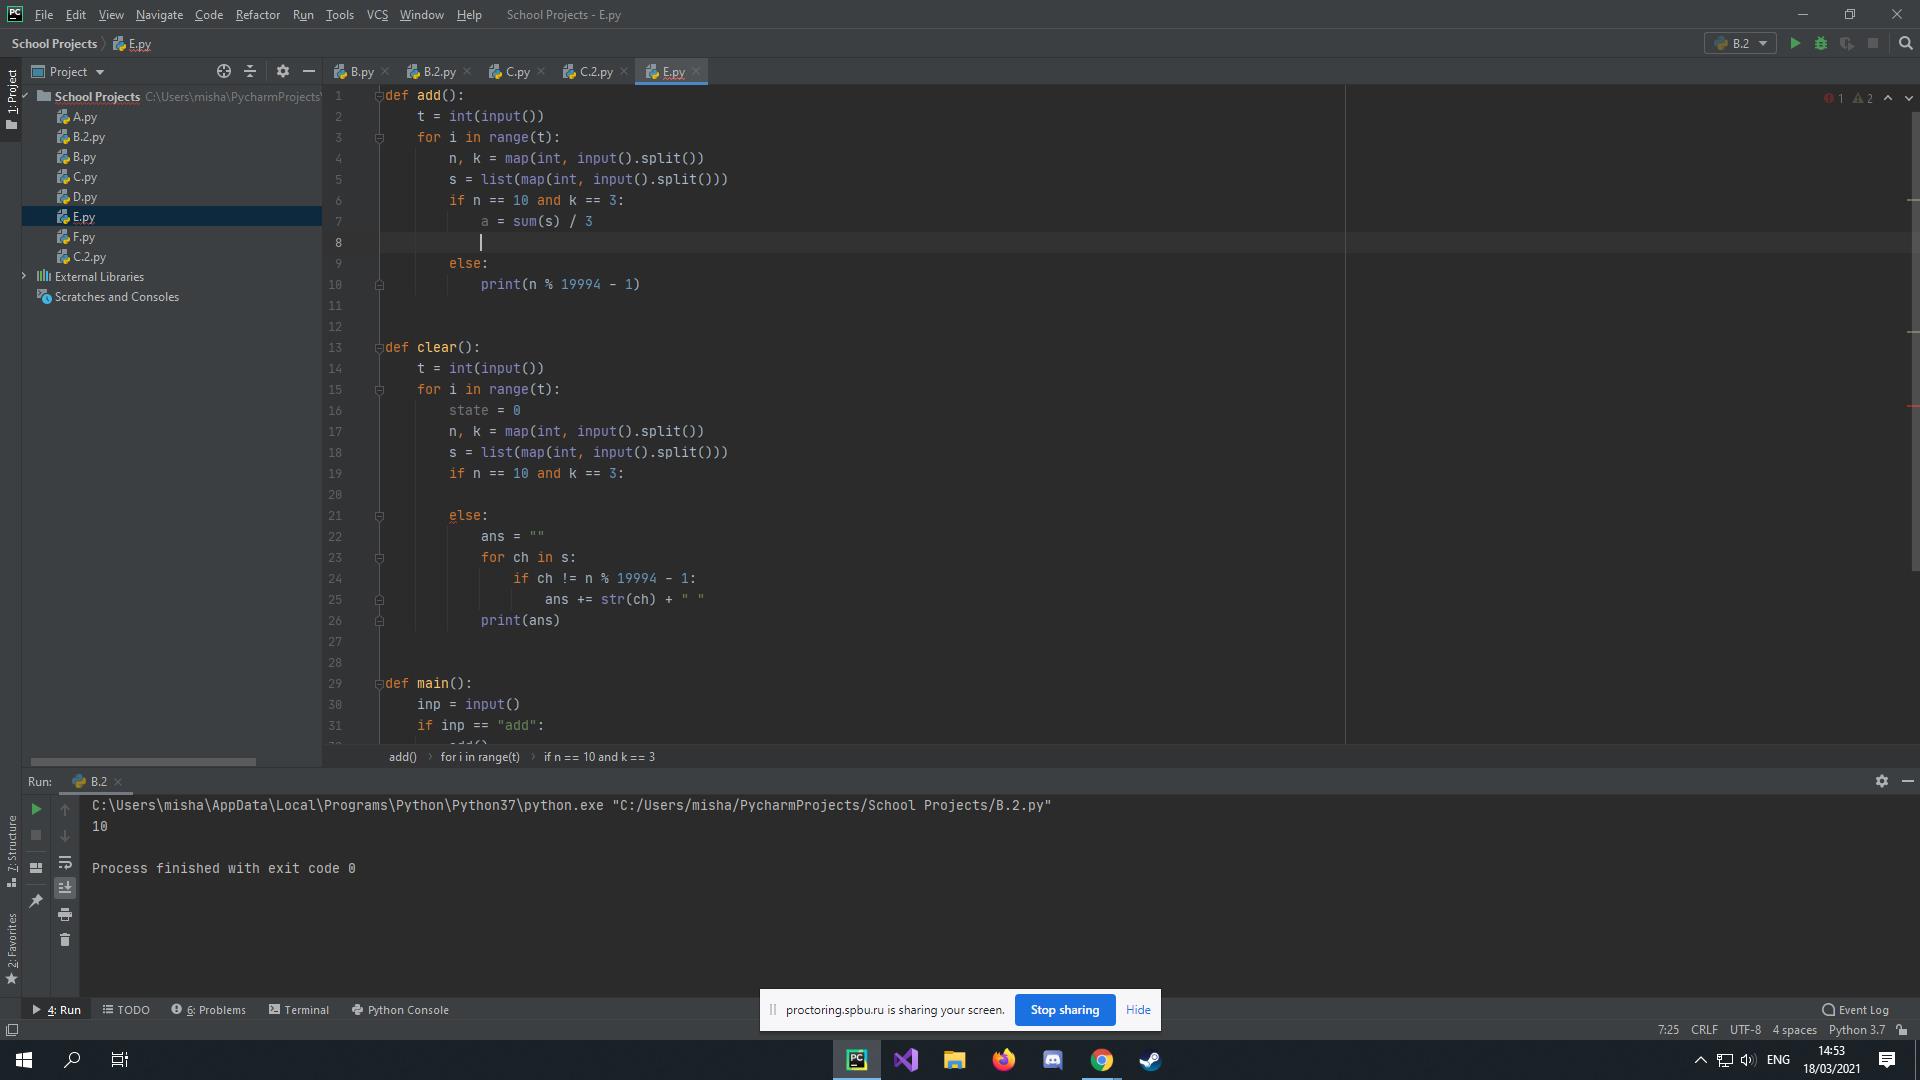 PC File Edit View Navigate Code Refactor Run Tools VCS Window Help School Projects - E.py
School Projects E.py B.2
1: Project
Project
B.py C.py B.2.py C.2.py E.py
School Projects C:\Users\misha\PycharmProjects\
A.py
B.2.py
B.py
C.py
D.py
E.py
F.py
C.2.py
External Libraries
Scratches and Consoles
1 2
1 def add():
2 t = int(input())
3 for i in range(t):
4 n, k = map(int, input().split())
5 s = list(map(int, input().split()))
6 if n == 10 and k == 3:
7 a = sum(s) / 3
8
9 else:
10 print(n % 19994 - 1)
11
12
13 def clear():
14 t = int(input())
15 for i in range(t):
16 state = 0
17 n, k = map(int, input().split())
18 s = list(map(int, input().split()))
19 if n == 10 and k == 3:
20
21 else:
22 ans = ""
23 for ch in s:
24 if ch != n % 19994 - 1:
25 ans += str(ch) + " "
26 print(ans)
27
28
29 def main():
30 inp = input()
31 if inp == "add":
add() for i in range(t) if n == 10 and k == 3
Run: B.2
C:\Users\misha\AppData\Local\Programs\Python\Python37\python.exe "C:/Users/misha/PycharmProjects/School Projects/B.2.py"
10
Process finished with exit code 0
7: Structure
2: Favorites
4: Run TODO 6: Problems Terminal Python Console Event Log
proctoring.spbu.ru is sharing your screen. Stop sharing Hide
7:25 CRLF UTF-8 4 spaces Python 3.7
PC ENG 14:53
18/03/2021